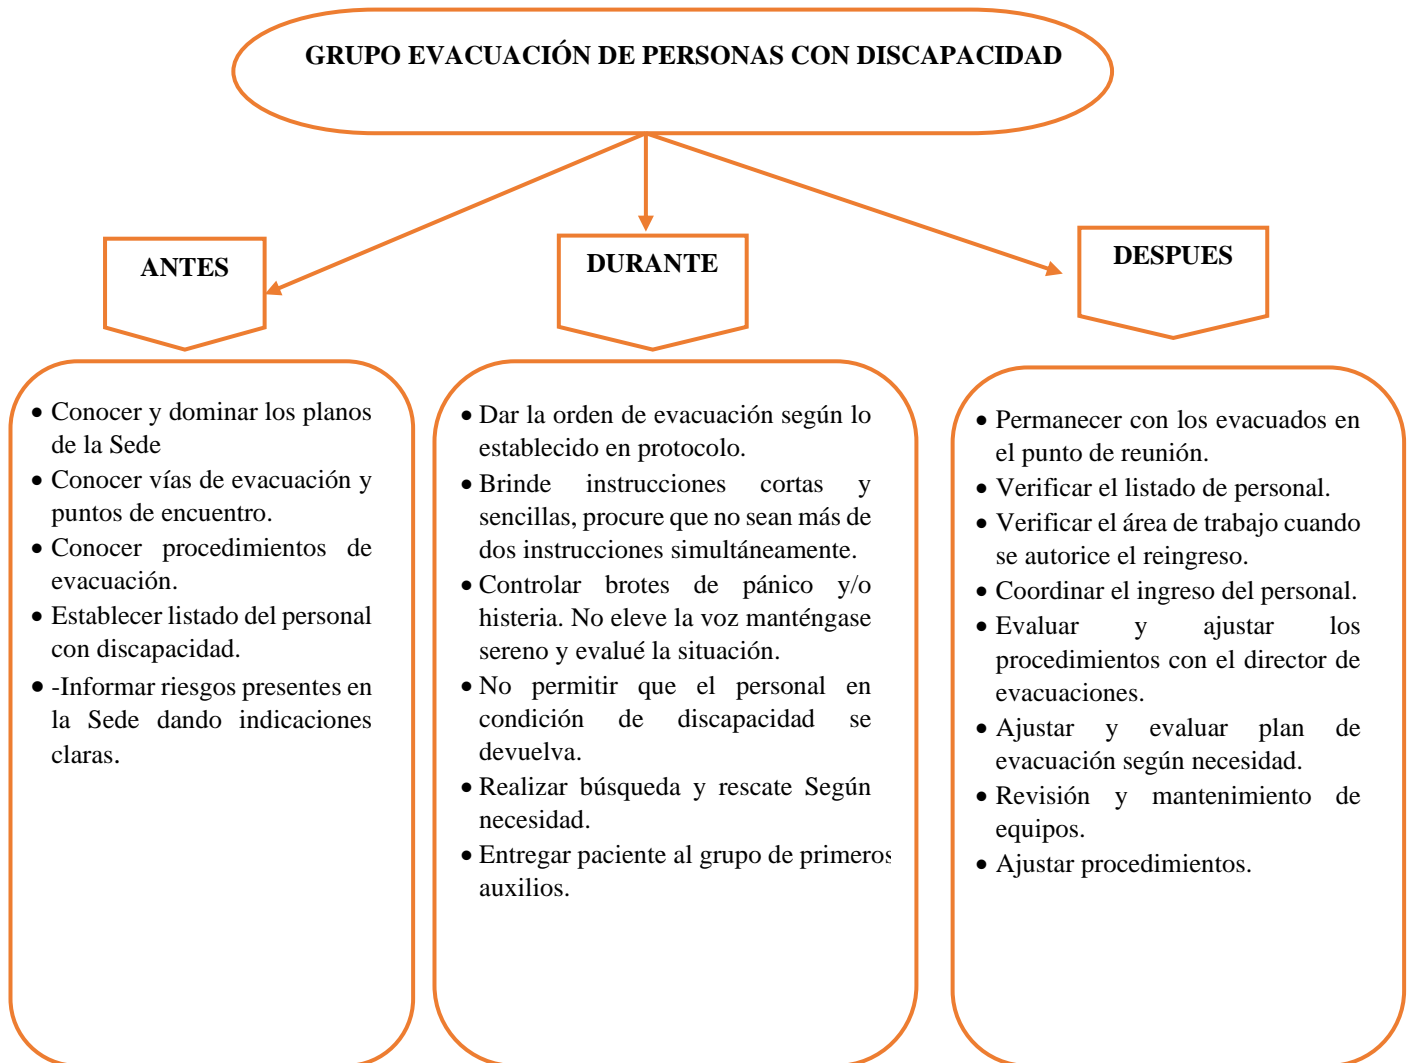 GRUPO EVACUACIÓN DE PERSONAS CON DISCAPACIDAD
ANTES
• Conocer y dominar los planos
de la Sede
• Conocer vías de evacuación y
puntos de encuentro.
• Conocer procedimientos de
evacuación.
• Establecer listado del personal
con discapacidad.
• -Informar riesgos presentes en
la Sede dando indicaciones
claras.
DURANTE
• Dar la orden de evacuación según lo
establecido en protocolo.
• Brinde instrucciones cortas y
sencillas, procure que no sean más de
dos instrucciones simultáneamente.
• Controlar brotes de pánico y/o
histeria. No eleve la voz manténgase
sereno y evalué la situación.
• No permitir que el personal en
condición de discapacidad se
devuelva.
• Realizar búsqueda y rescate Según
necesidad.
• Entregar paciente al grupo de primeros
auxilios.
DESPUES
• Permanecer con los evacuados en
el punto de reunión.
• Verificar el listado de personal.
• Verificar el área de trabajo cuando
se autorice el reingreso.
• Coordinar el ingreso del personal.
• Evaluar y ajustar los
procedimientos con el director de
evacuaciones.
• Ajustar y evaluar plan de
evacuación según necesidad.
• Revisión y mantenimiento de
equipos.
• Ajustar procedimientos.